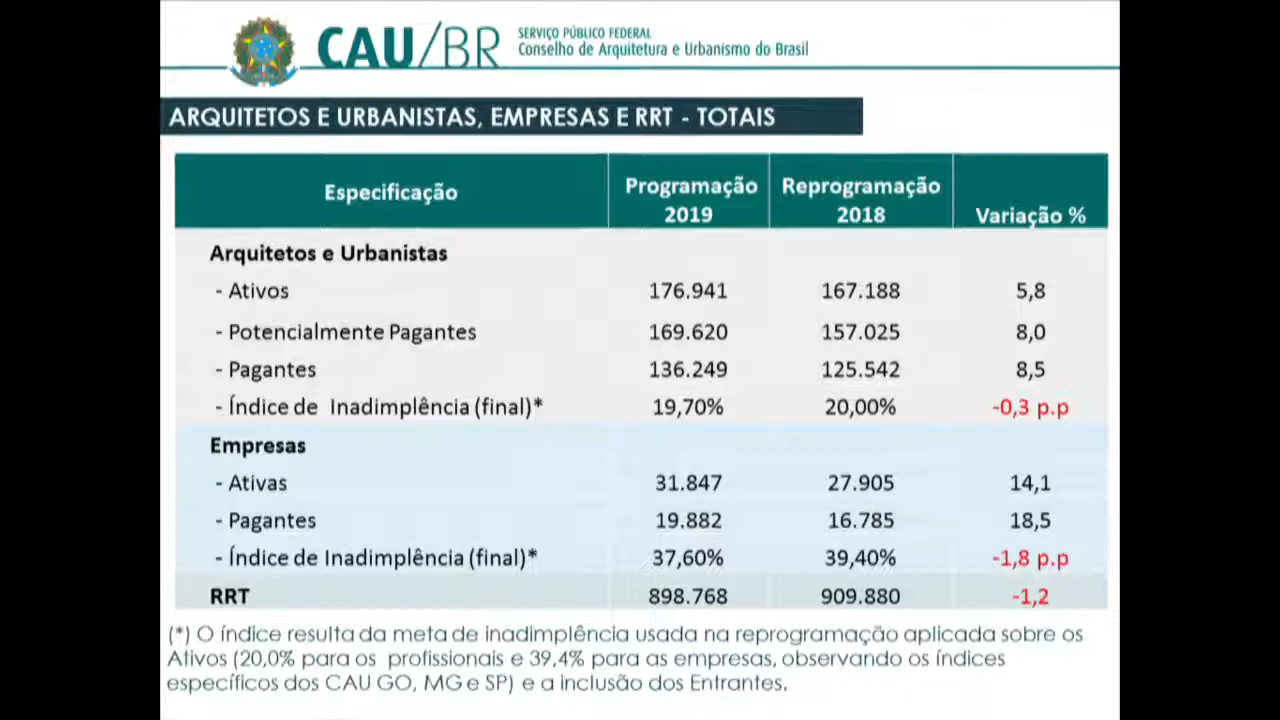 CAU/BR
SERVIÇO PÚBLICO FEDERAL
Conselho de Arquitetura e Urbanismo do Brasil
ARQUITETOS E URBANISTAS, EMPRESAS E RRT - TOTAIS
Especificação Programação 2019 Reprogramação 2018 Variação %
Arquitetos e Urbanistas
- Ativos 176.941 167.188 5,8
- Potencialmente Pagantes 169.620 157.025 8,0
- Pagantes 136.249 125.542 8,5
- Índice de Inadimplência (final)* 19,70% 20,00% -0,3 p.p
Empresas
- Ativas 31.847 27.905 14,1
- Pagantes 19.882 16.785 18,5
- Índice de Inadimplência (final)* 37,60% 39,40% -1,8 p.p
RRT 898.768 909.880 -1,2
(*) O índice resulta da meta de inadimplência usada na reprogramação aplicada sobre os
Ativos (20,0% para os profissionais e 39,4% para as empresas, observando os índices
específicos dos CAU GO, MG e SP) e a inclusão dos Entrantes.